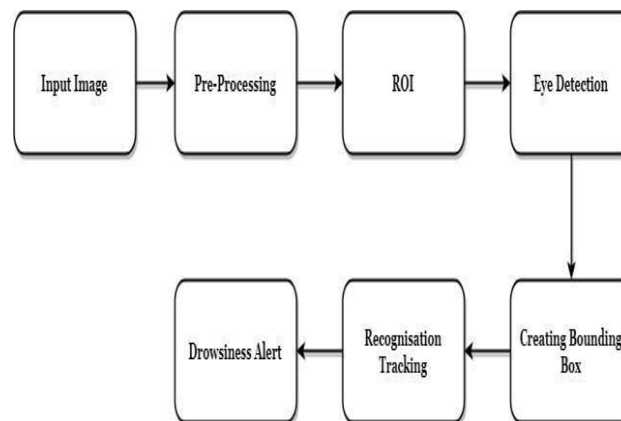 Input Image
Pre-Processing
ROI
Eye Detection
Creating Bounding
Box
Recognisation
Tracking
Drowsiness Alert